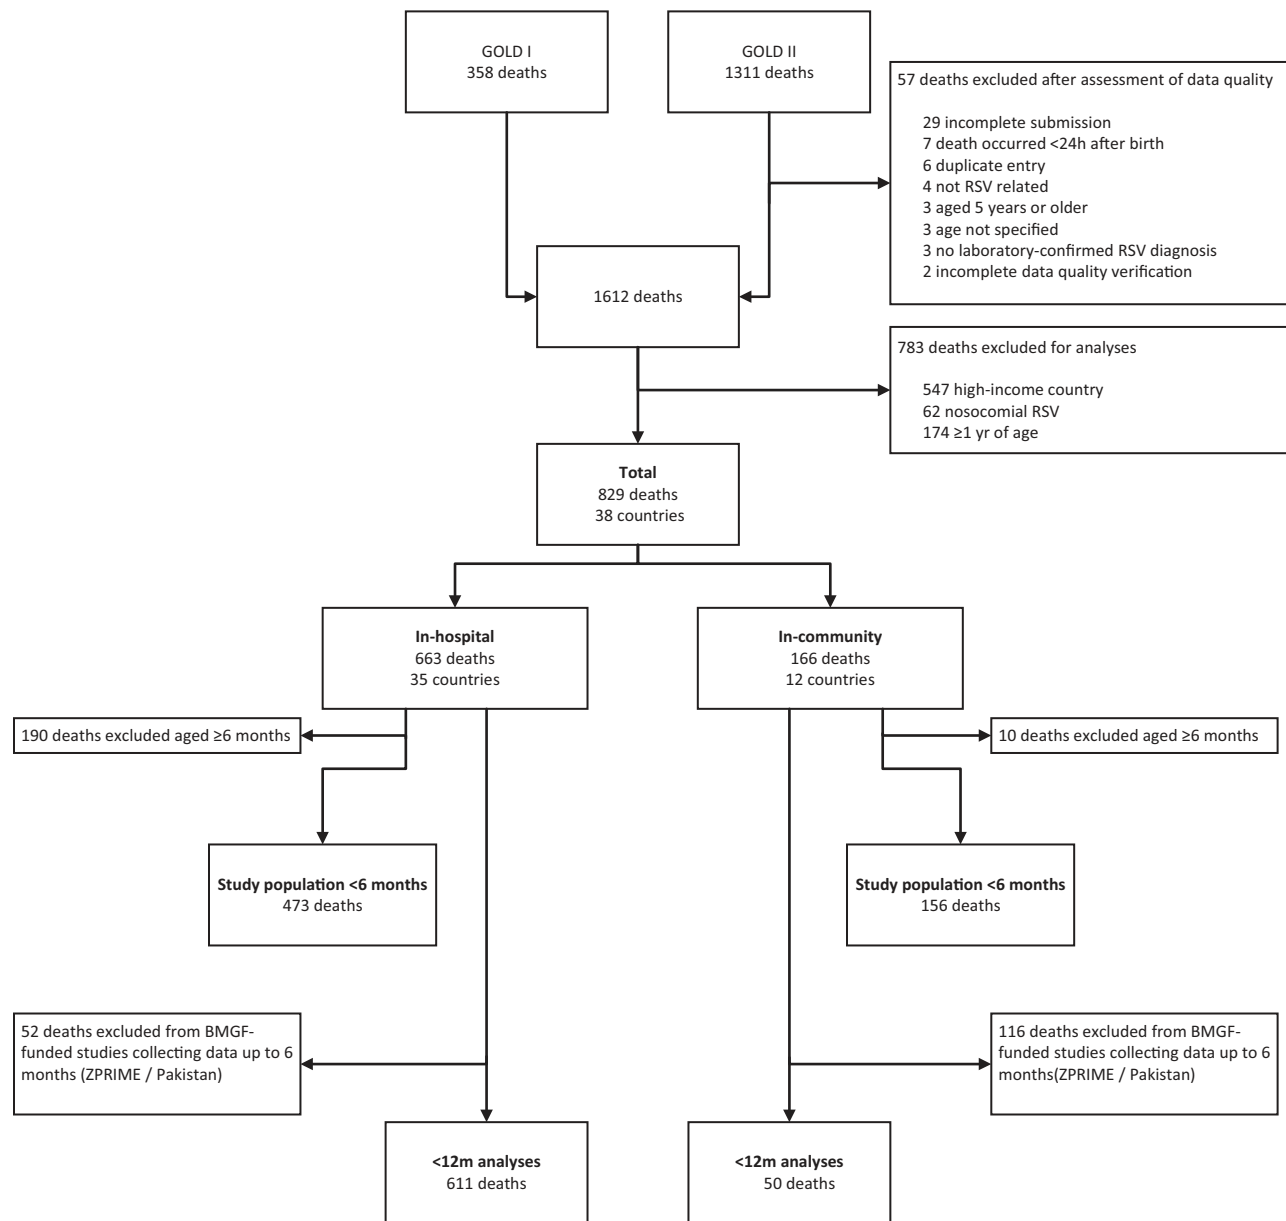 GOLD I
358 deaths
GOLD II
1311 deaths
57 deaths excluded after assessment of data quality
29 incomplete submission
7 death occurred <24h after birth
6 duplicate entry
4 not RSV related
3 aged 5 years or older
3 age not specified
3 no laboratory-confirmed RSV diagnosis
2 incomplete data quality verification
1612 deaths
783 deaths excluded for analyses
547 high-income country
62 nosocomial RSV
174 ≥1 yr of age
Total
829 deaths
38 countries
In-hospital
663 deaths
35 countries
In-community
166 deaths
12 countries
190 deaths excluded aged ≥6 months
10 deaths excluded aged ≥6 months
Study population <6 months
473 deaths
Study population <6 months
156 deaths
52 deaths excluded from BMGF-
funded studies collecting data up to 6
months (ZPRIME / Pakistan)
116 deaths excluded from BMGF-
funded studies collecting data up to 6
months(ZPRIME / Pakistan)
<12m analyses
611 deaths
<12m analyses
50 deaths